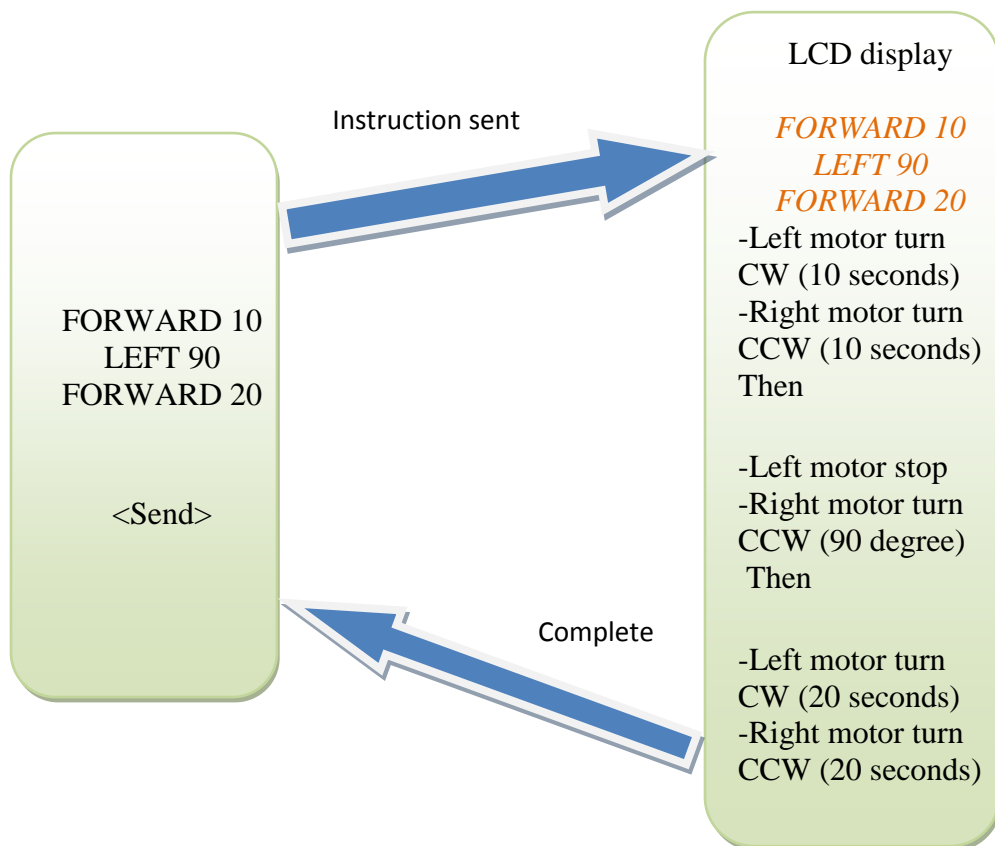 FORWARD 10
LEFT 90
FORWARD 20
<Send>
Instruction sent
LCD display
FORWARD 10
LEFT 90
FORWARD 20
-Left motor turn
CW (10 seconds)
-Right motor turn
CCW (10 seconds)
Then
-Left motor stop
-Right motor turn
CCW (90 degree)
Then
-Left motor turn
CW (20 seconds)
-Right motor turn
CCW (20 seconds)
Complete